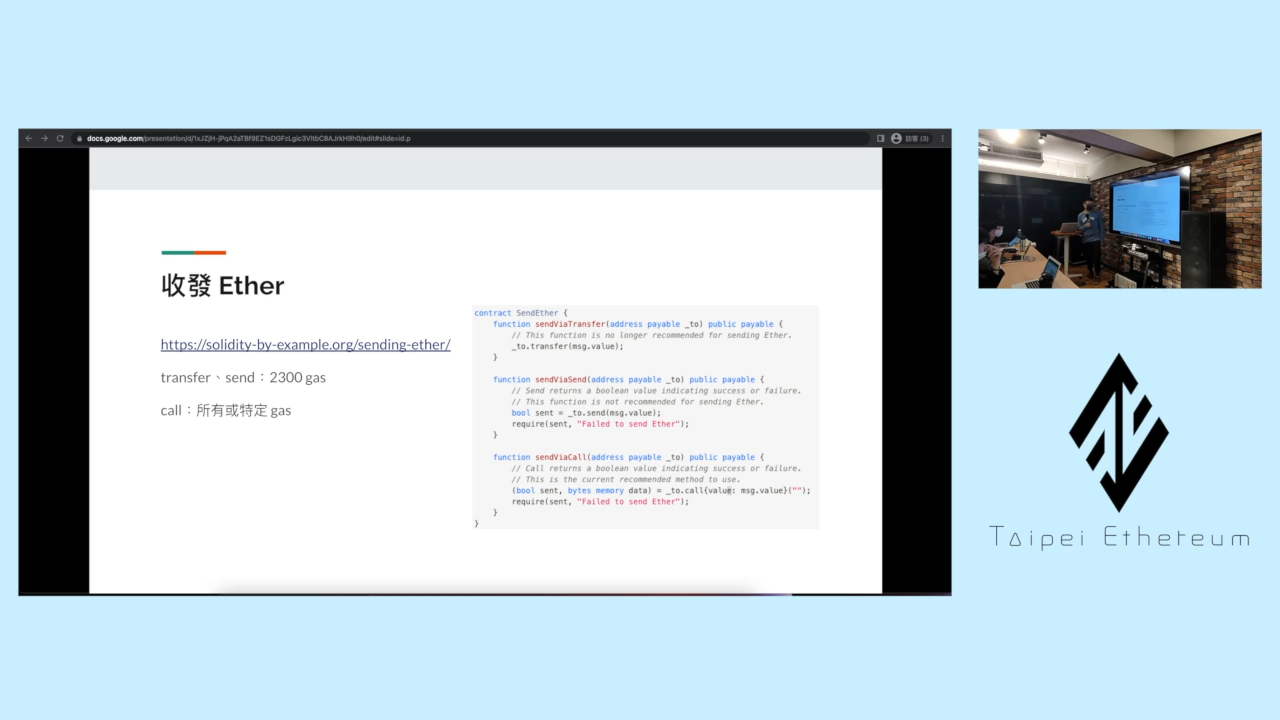 docs.google.com/presentation/d/1xJZjH-jPqA2aTBf9EZ1sDGFzLgic3VltbC8AJrkH9h0/edit#slide=id.p
訪客 (3)
收發 Ether
https://solidity-by-example.org/sending-ether/
transfer、send：2300 gas
call：所有或特定 gas
contract SendEther {
function sendViaTransfer(address payable _to) public payable {
// This function is no longer recommended for sending Ether.
_to.transfer(msg.value);
}
function sendViaSend(address payable _to) public payable {
// Send returns a boolean value indicating success or failure.
// This function is not recommended for sending Ether.
bool sent = _to.send(msg.value);
require(sent, "Failed to send Ether");
}
function sendViaCall(address payable _to) public payable {
// Call returns a boolean value indicating success or failure.
// This is the current recommended method to use.
(bool sent, bytes memory data) = _to.call{value: msg.value}("");
require(sent, "Failed to send Ether");
}
}
Taipei Ethereum